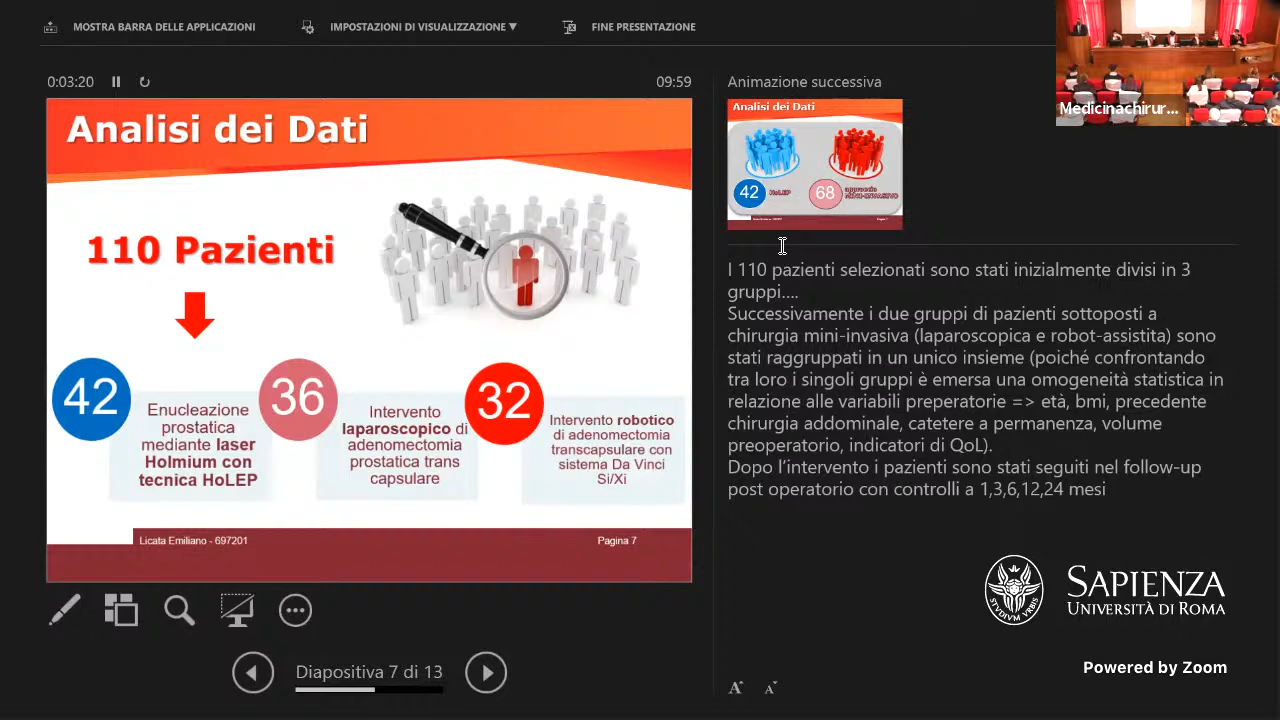 MOSTRA BARRA DELLE APPLICAZIONI
IMPOSTAZIONI DI VISUALIZZAZIONE ▼
FINE PRESENTAZIONE
Medicinachirur...
0:03:20
09:59
Analisi dei Dati
110 Pazienti
42
Enucleazione
prostatica
mediante laser
Holmium con
tecnica HoLEP
36
Intervento
laparoscopico di
adenomectomia
prostatica trans
capsulare
32
Intervento robotico
di adenomectomia
transcapsulare con
sistema Da Vinci
Si/Xi
Licata Emiliano - 697201
Pagina 7
Diapositiva 7 di 13
Animazione successiva
Analisi dei Dati
42
HoLEP
68
approccio
MINI-INVASIVO
I 110 pazienti selezionati sono stati inizialmente divisi in 3
gruppi....
Successivamente i due gruppi di pazienti sottoposti a
chirurgia mini-invasiva (laparoscopica e robot-assistita) sono
stati raggruppati in un unico insieme (poiché confrontando
tra loro i singoli gruppi è emersa una omogeneità statistica in
relazione alle variabili preperatorie => età, bmi, precedente
chirurgia addominale, catetere a permanenza, volume
preoperatorio, indicatori di QoL).
Dopo l'intervento i pazienti sono stati seguiti nel follow-up
post operatorio con controlli a 1,3,6,12,24 mesi
STUDIUM URBIS
SAPIENZA
UNIVERSITÀ DI ROMA
Powered by Zoom
A A